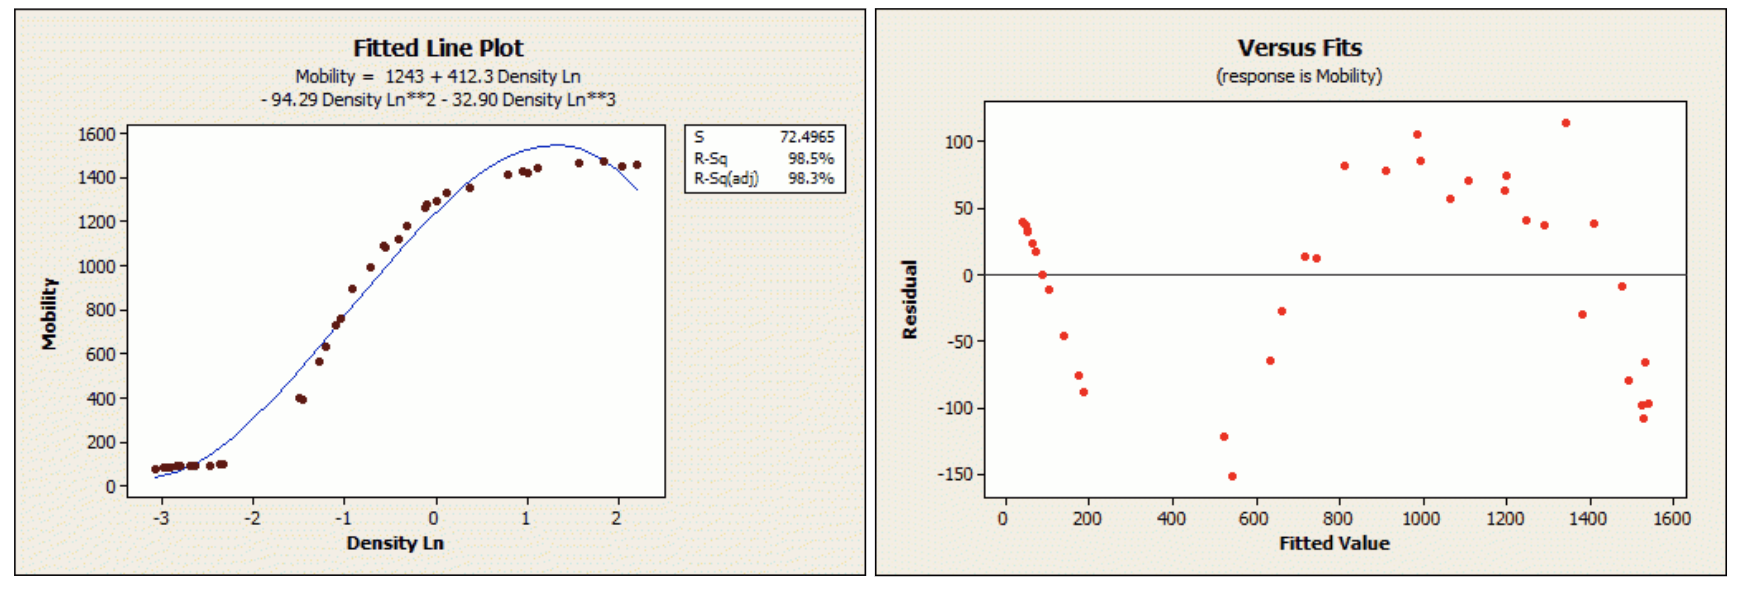 Fitted Line Plot
Mobility = 1243 + 412.3 Density Ln
- 94.29 Density Ln**2 - 32.90 Density Ln**3
1600
1400
1200
1000
800
600
400
200
0
Mobility
-3 -2 -1 0 1 2
Density Ln
S 72.4965
R-Sq 98.5%
R-Sq(adj) 98.3%
Versus Fits
(response is Mobility)
100
50
0
-50
-100
-150
Residual
0 200 400 600 800 1000 1200 1400 1600
Fitted Value